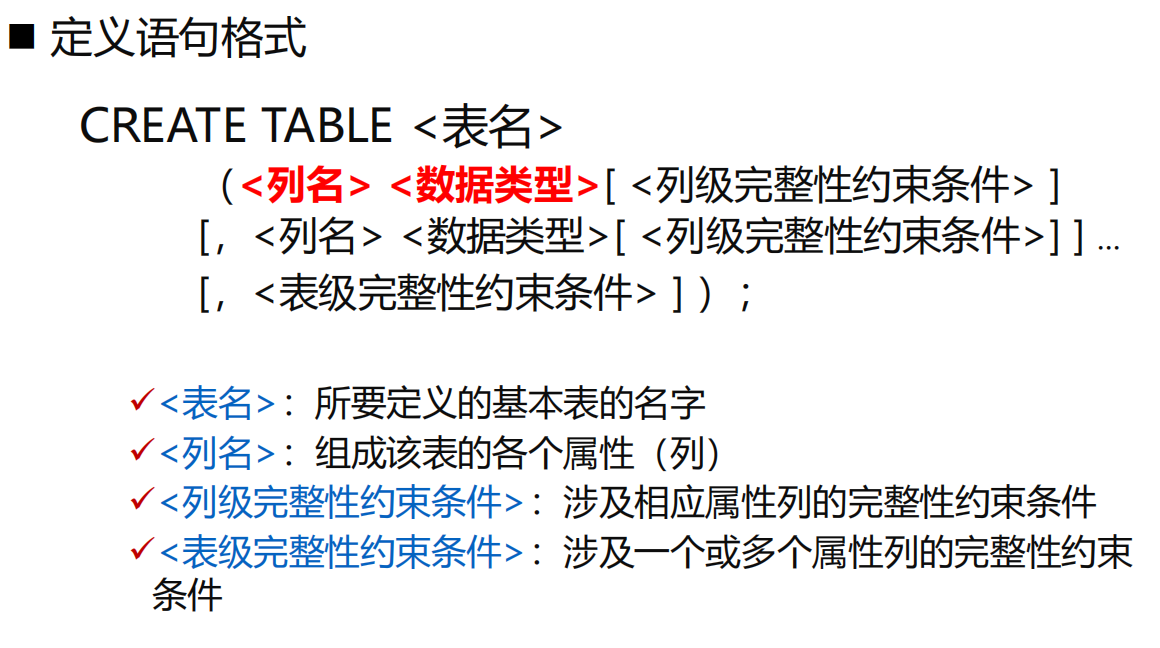 ■ 定义语句格式
CREATE TABLE <表名>
（<列名> <数据类型>[ <列级完整性约束条件> ]
[，<列名> <数据类型>[ <列级完整性约束条件>] ] …
[，<表级完整性约束条件> ] ）；
✓<表名>：所要定义的基本表的名字
✓<列名>：组成该表的各个属性（列）
✓<列级完整性约束条件>：涉及相应属性列的完整性约束条件
✓<表级完整性约束条件>：涉及一个或多个属性列的完整性约束
条件